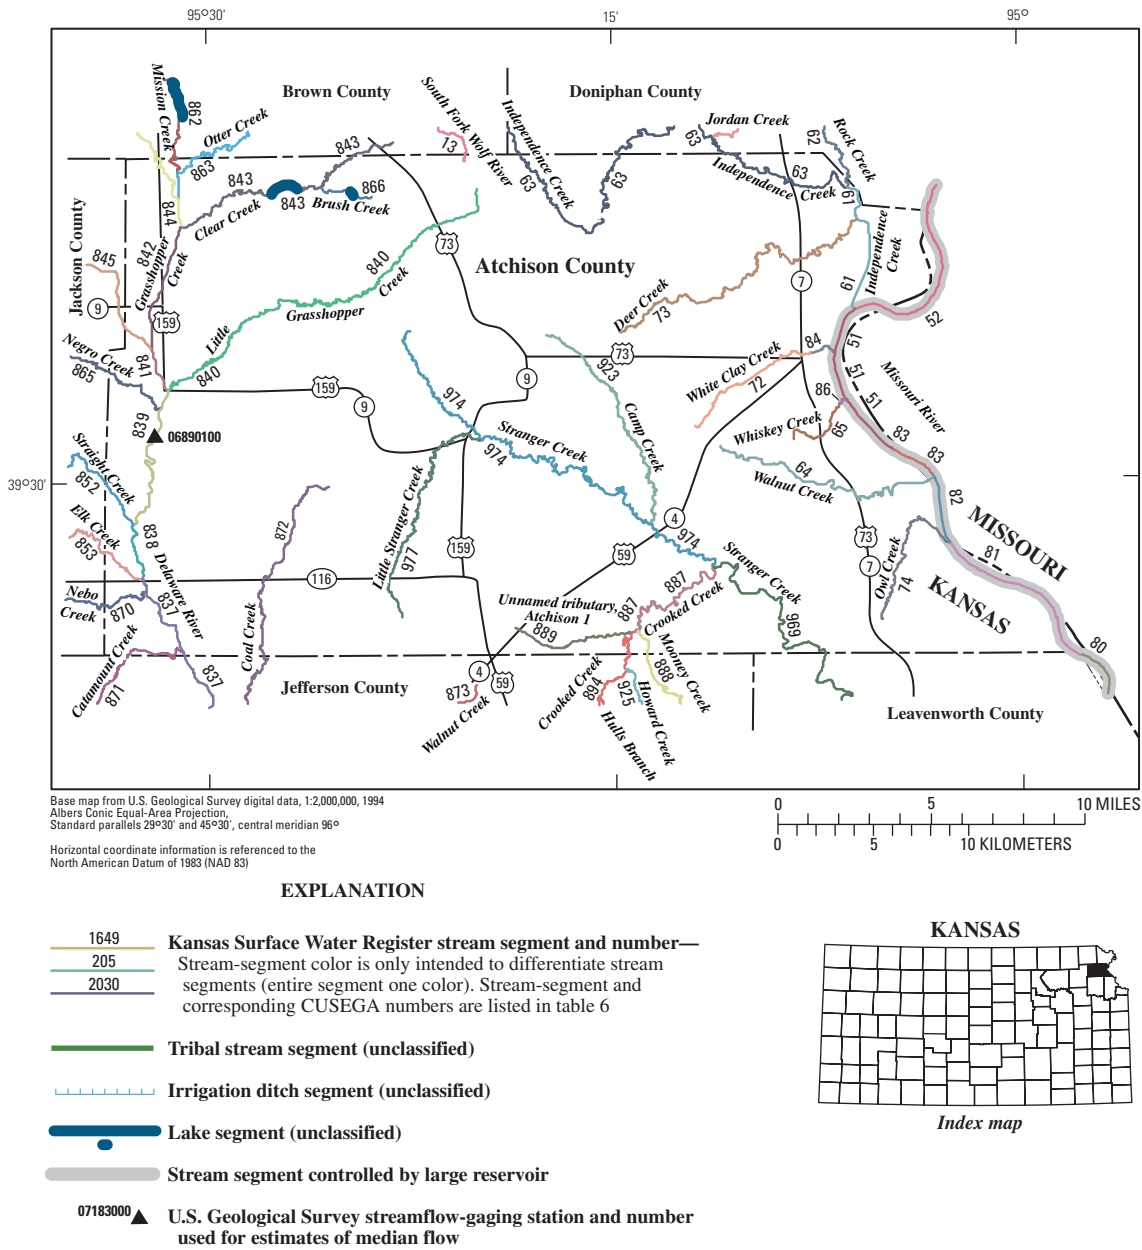 95°30'
15'
95°
Mission Creek
862
Brown County
Otter Creek
863
South Fork Wolf River
13
Independence Creek
63
Doniphan County
63
63
Jordan Creek
62
Rock Creek
63
Independence Creek
61
843
843
843
866
Brush Creek
Clear Creek
844
842
Grasshopper Creek
Jackson County
845
9
159
73
840
Creek
Grasshopper
Little
840
Atchison County
Deer Creek
73
7
61
Independence Creek
52
51
51
51
84
White Clay Creek
72
86
Whiskey Creek
65
Missouri River
83
83
82
64
Walnut Creek
Negro Creek
865
841
839
06890100
159
9
9
73
923
Camp Creek
974
Stranger Creek
974
39°30'
Straight Creek
852
Elk Creek
853
838
Delaware River
872
Little Stranger Creek
977
159
4
974
59
73
7
Owl Creek
74
MISSOURI
81
KANSAS
80
116
Nebo
Creek
870
837
Catamount Creek
871
837
Coal Creek
Jefferson County
Unnamed tributary,
Atchison 1
889
887
887
Crooked Creek
Stranger Creek
969
4
59
873
Walnut Creek
Crooked Creek
894
Hulls Branch
925
Howard Creek
888
Mooney Creek
Leavenworth County
Base map from U.S. Geological Survey digital data, 1:2,000,000, 1994
Albers Conic Equal-Area Projection,
Standard parallels 29°30' and 45°30', central meridian 96°
Horizontal coordinate information is referenced to the
North American Datum of 1983 (NAD 83)
0 5 10 MILES
0 5 10 KILOMETERS
EXPLANATION
1649
205
2030
Kansas Surface Water Register stream segment and number—
Stream-segment color is only intended to differentiate stream
segments (entire segment one color). Stream-segment and
corresponding CUSEGA numbers are listed in table 6
Tribal stream segment (unclassified)
Irrigation ditch segment (unclassified)
Lake segment (unclassified)
Stream segment controlled by large reservoir
07183000
U.S. Geological Survey streamflow-gaging station and number
used for estimates of median flow
KANSAS
Index map